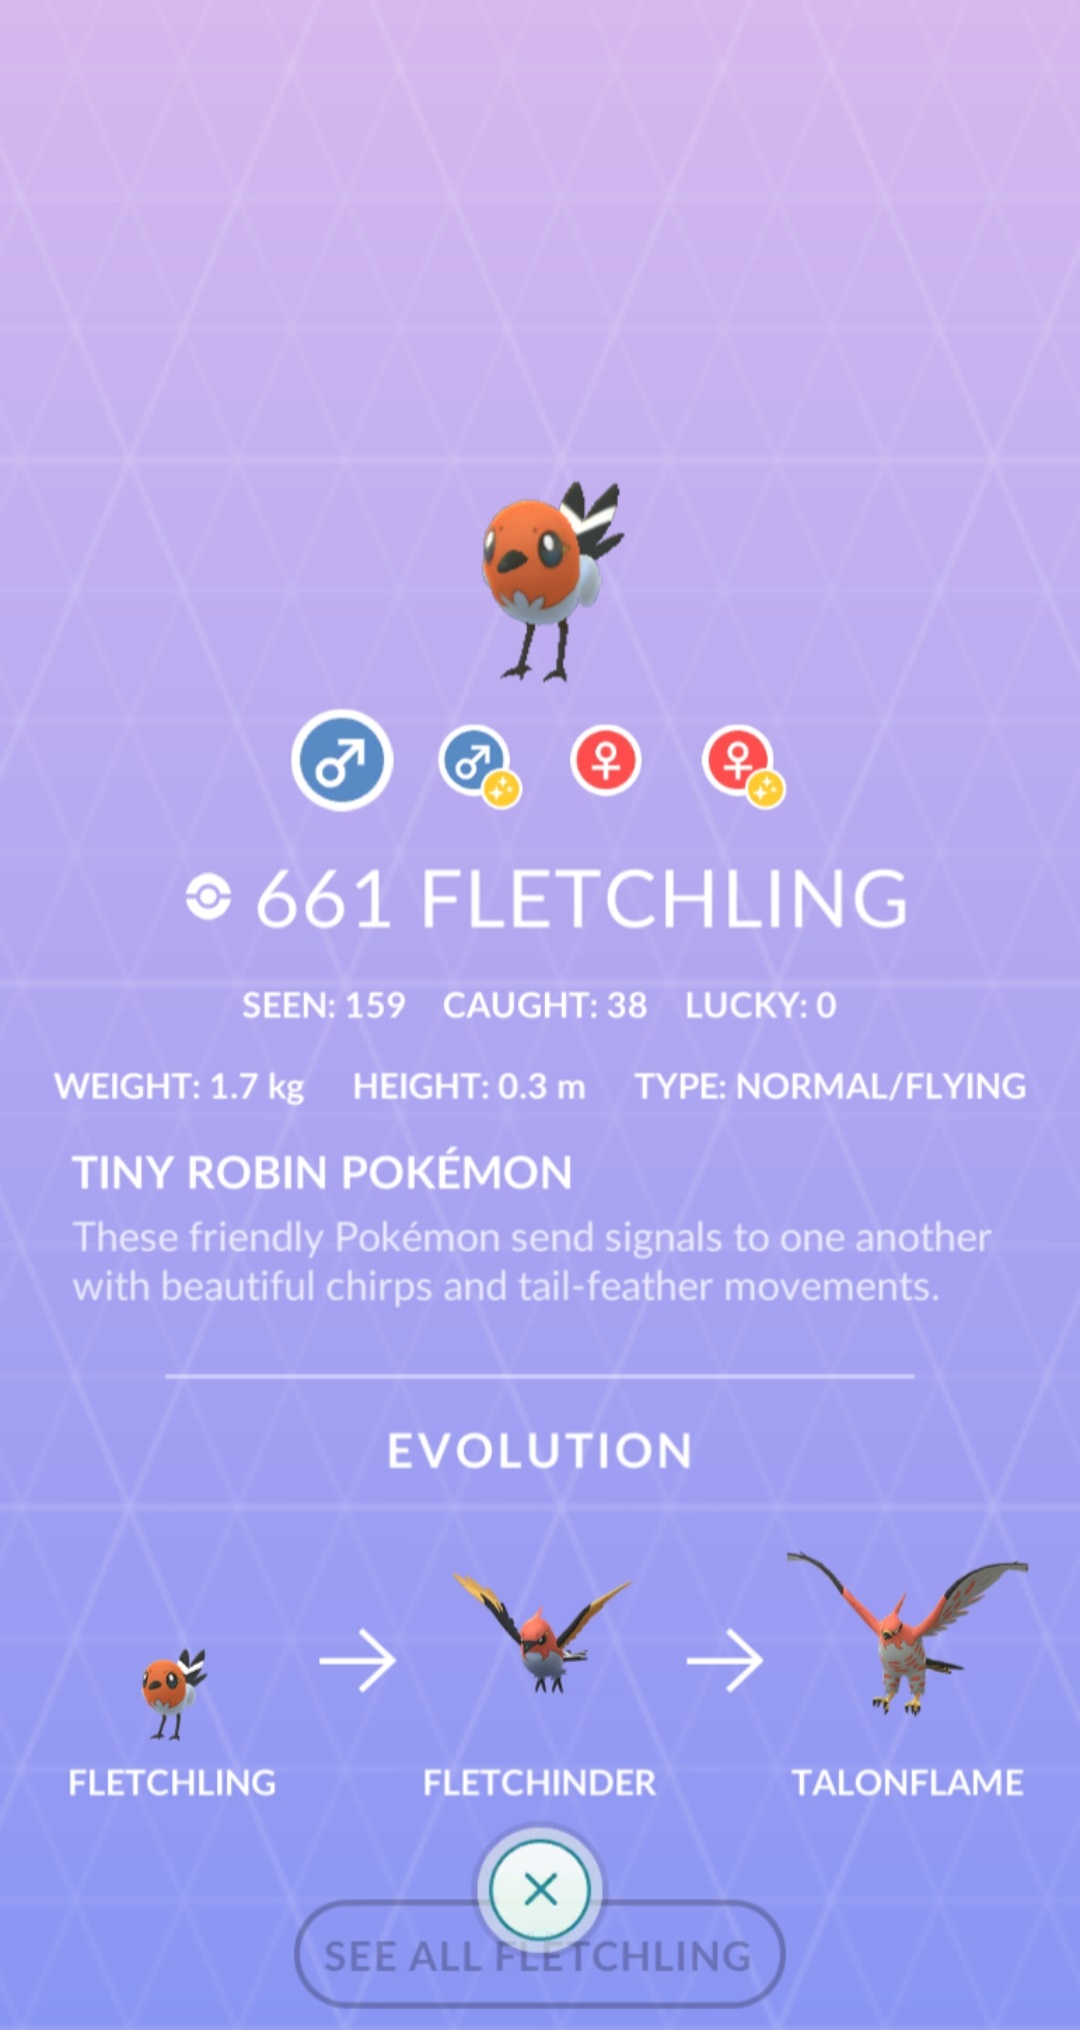 661 FLETCHLING
SEEN: 159 CAUGHT: 38 LUCKY: 0
WEIGHT: 1.7 kg HEIGHT: 0.3 m TYPE: NORMAL/FLYING
TINY ROBIN POKÉMON
These friendly Pokémon send signals to one another
with beautiful chirps and tail-feather movements.
EVOLUTION
FLETCHLING FLETCHINDER TALONFLAME
SEE ALL FLETCHLING